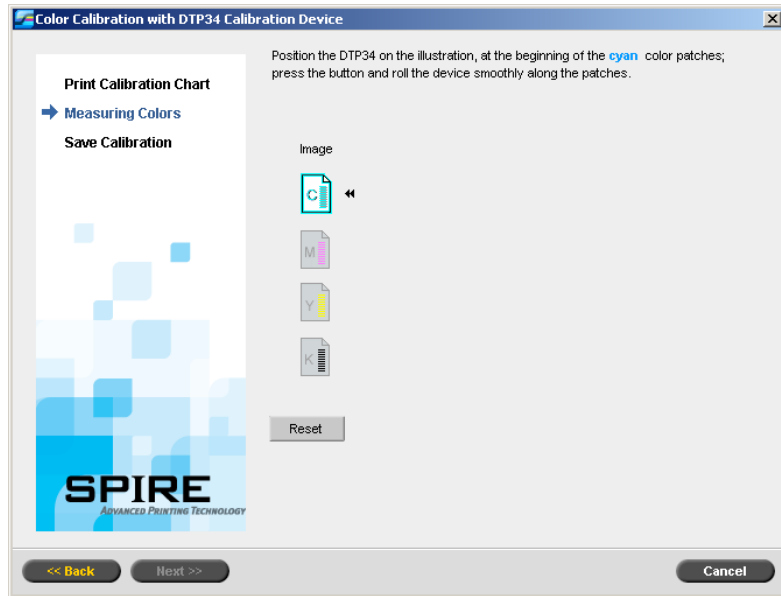 Color Calibration with DTP34 Calibration Device
Position the DTP34 on the illustration, at the beginning of the cyan color patches;
press the button and roll the device smoothly along the patches.
Print Calibration Chart
Measuring Colors
Save Calibration
Image
C
M
Y
K
Reset
SPIRE
ADVANCED PRINTING TECHNOLOGY
<< Back
Next >>
Cancel